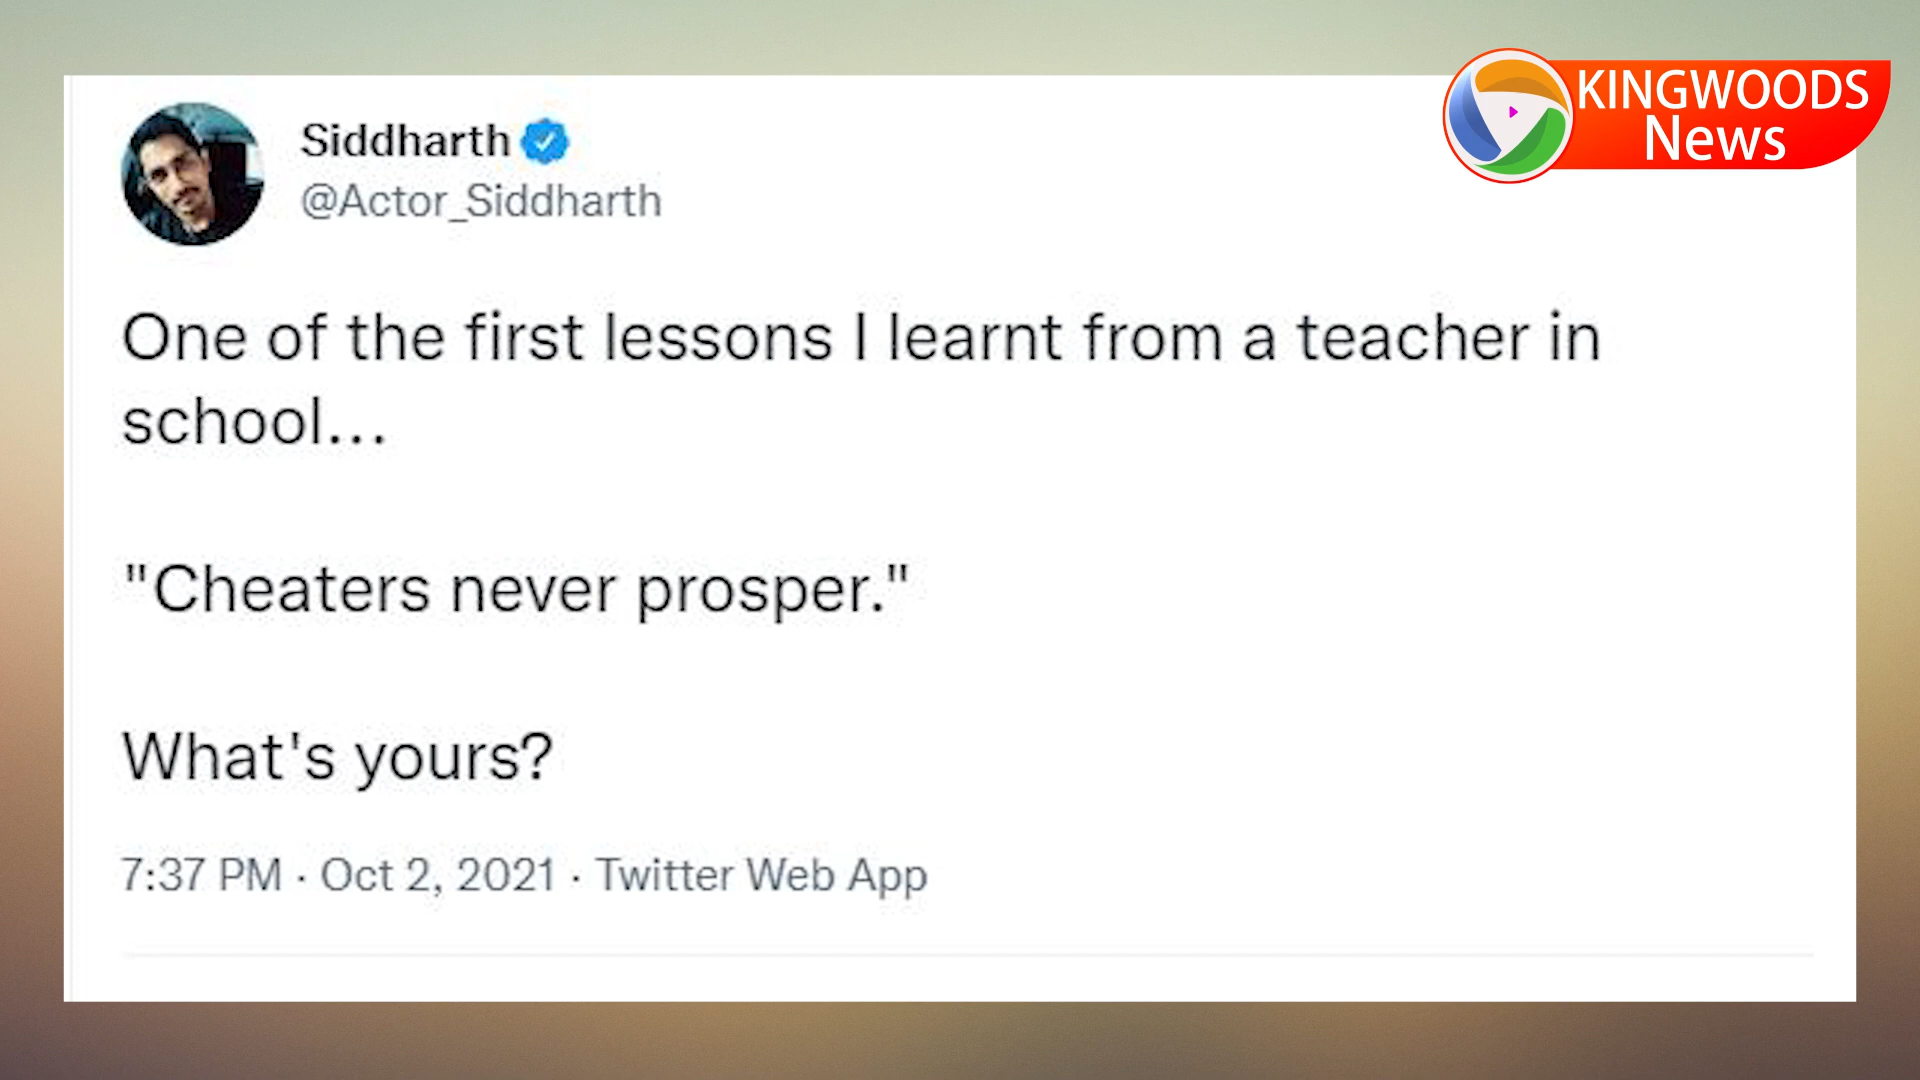 KINGWOODS
News
Siddharth
@Actor_Siddharth
One of the first lessons I learnt from a teacher in
school...
"Cheaters never prosper."
What's yours?
7:37 PM · Oct 2, 2021 · Twitter Web App